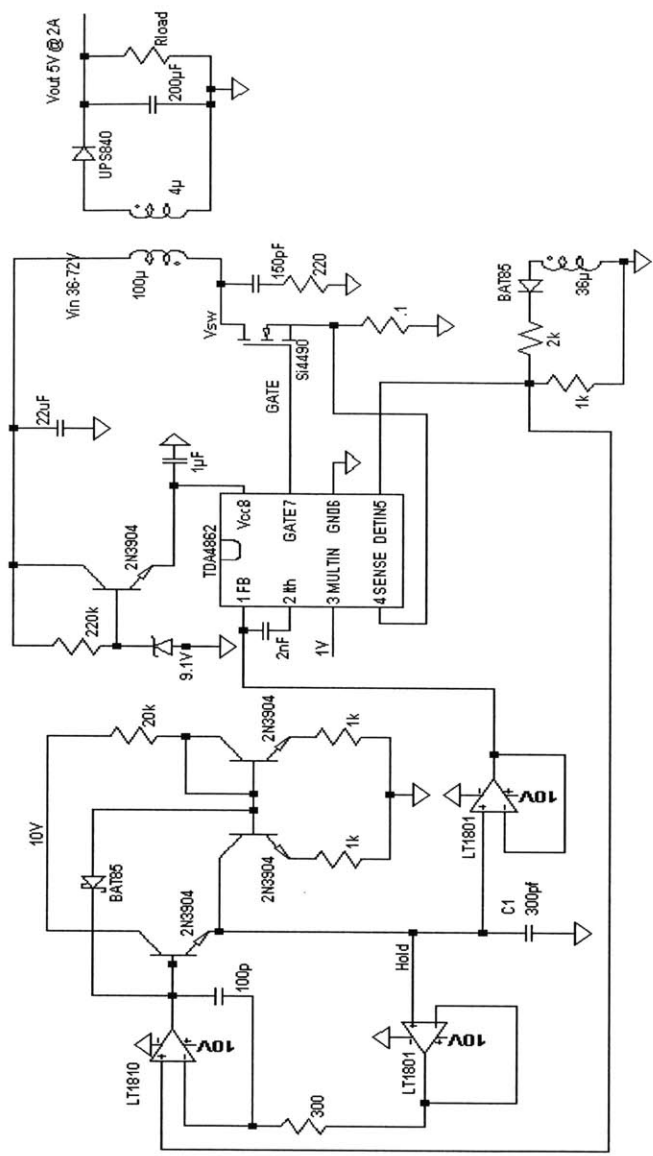 Vout 5V @ 2A
UPS840
Rload
200µF
4µ
Vin 36-72V
100µ
22uF
Vsw
150pF
220
GATE
Si4490
.1
1µF
2N3904
220k
9.1V
TDA4862
1 FB
2 Ith
3 MULTIN
4 SENSE
Vcc8
GATE7
GND6
DETIN5
2nF
1V
BAT85
36µ
2k
1k
10V
20k
BAT85
2N3904
2N3904
2N3904
1k
1k
LT1810
10V
100p
300
Hold
LT1801
10V
LT1801
10V
C1
300pf